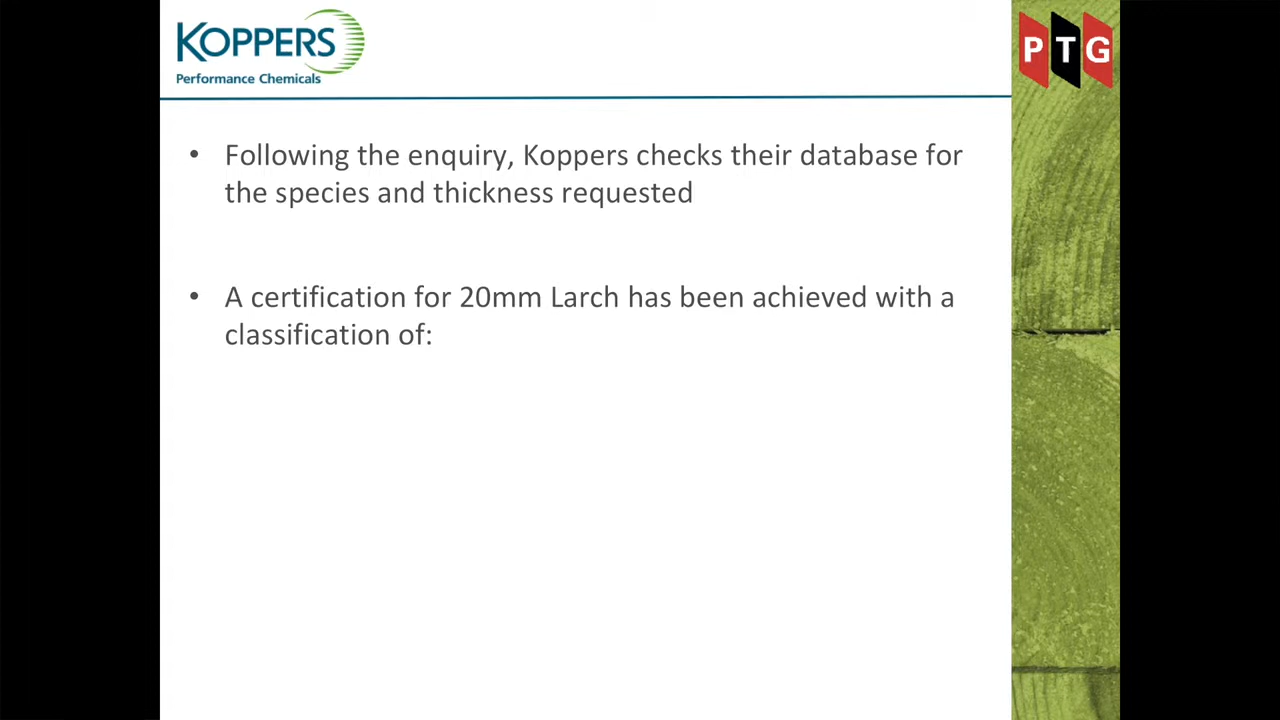 KOPPERS
Performance Chemicals
PTG
• Following the enquiry, Koppers checks their database for
the species and thickness requested
• A certification for 20mm Larch has been achieved with a
classification of: